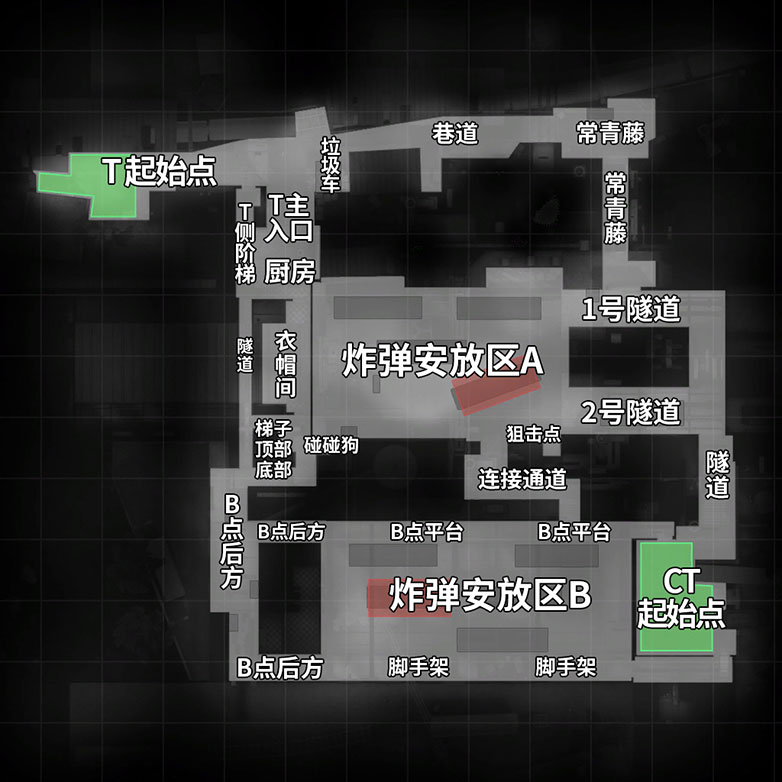 巷道
常青藤
垃圾车
T起始点
常青藤
T侧阶梯
T主
入口
厨房
1号隧道
隧道
衣帽间
炸弹安放区A
2号隧道
梯子
顶部
底部
碰碰狗
狙击点
连接通道
隧道
B点后方
B点后方
B点平台
B点平台
炸弹安放区B
CT
起始点
B点后方
脚手架
脚手架